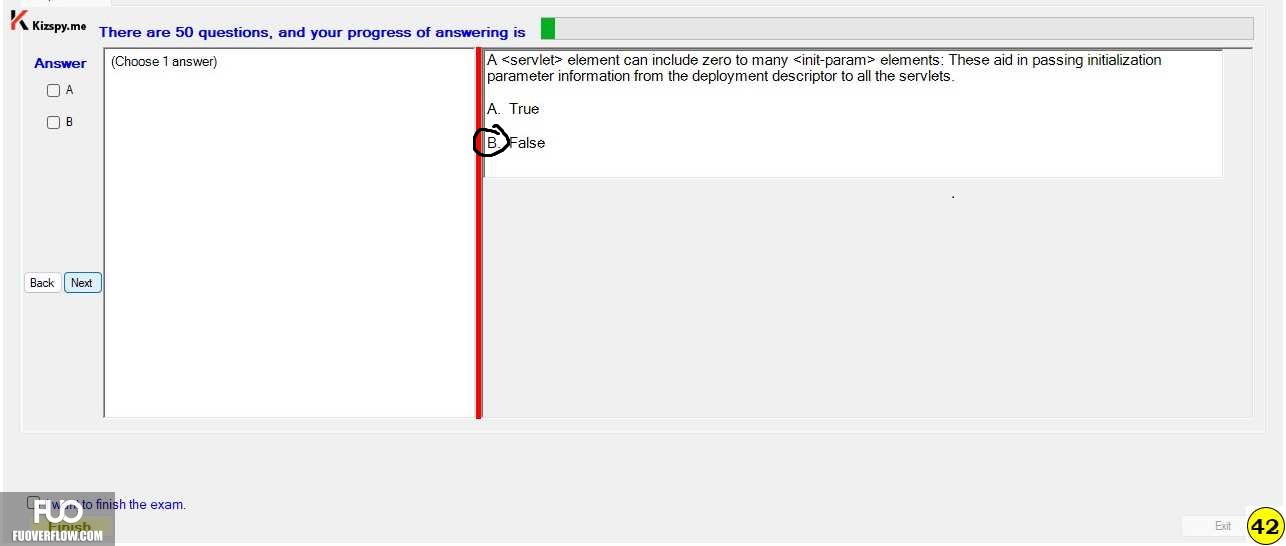 Kizspy.me
There are 50 questions, and your progress of answering is
Answer
(Choose 1 answer)
A
B
A <servlet> element can include zero to many <init-param> elements: These aid in passing initialization
parameter information from the deployment descriptor to all the servlets.
A. True
B. False
Back
Next
I want to finish the exam.
Finish
FUO
FUOVERFLOW.COM
Exit
42